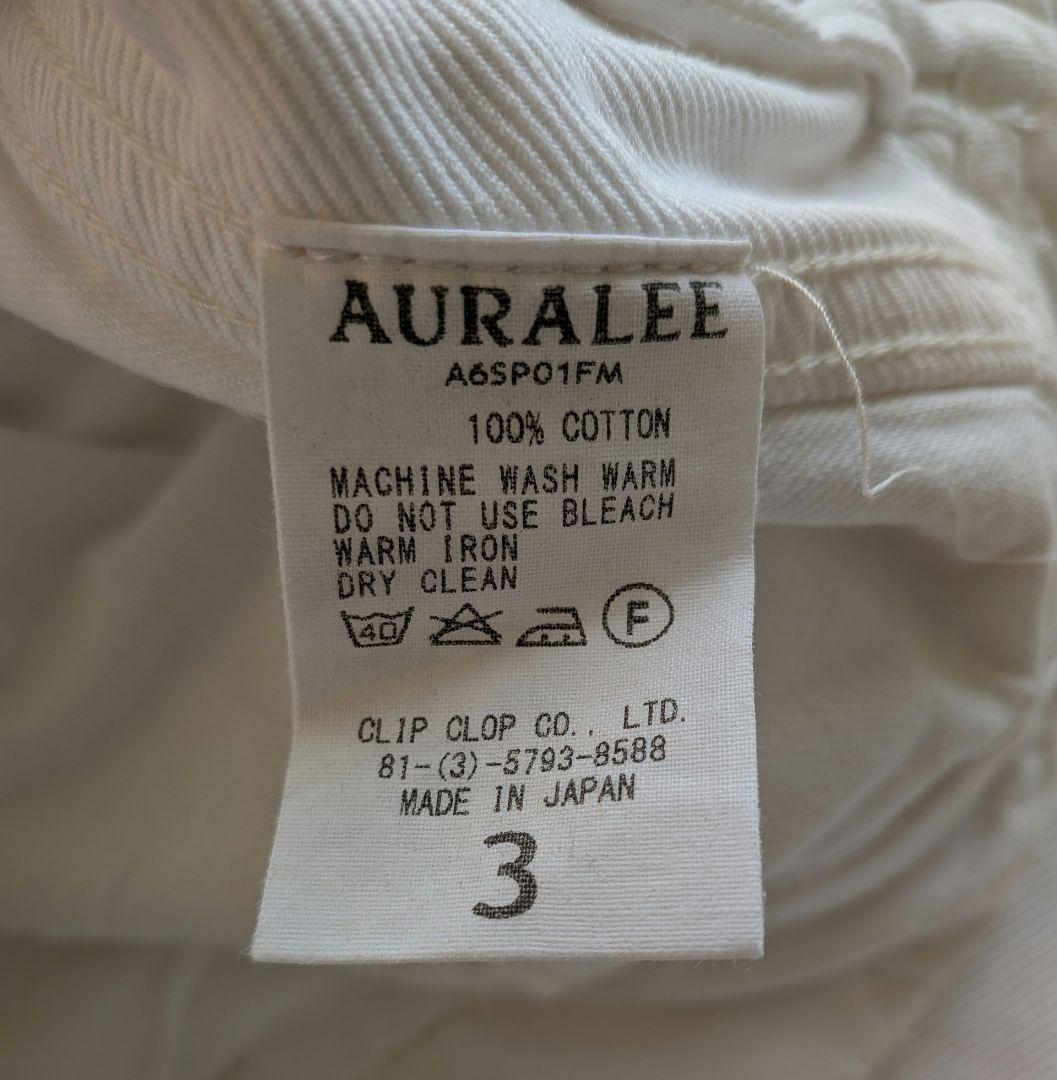 AURALEE
A6SP01FM
100% COTTON
MACHINE WASH WARM
DO NOT USE BLEACH
WARM IRON
DRY CLEAN
40 F
CLIP CLOP CO., LTD.
81-(3)-5793-8588
MADE IN JAPAN
3